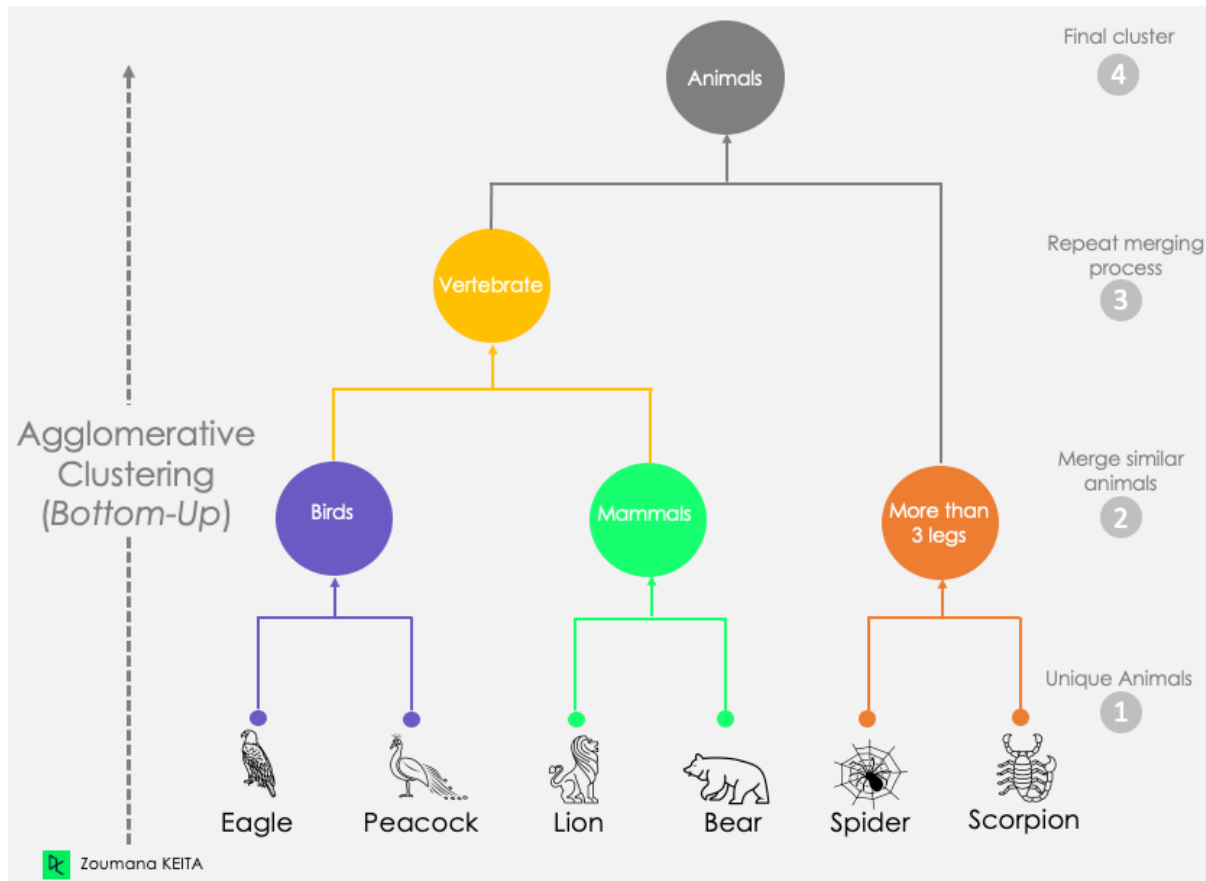 Final cluster
4
Animals
Repeat merging
process
3
Vertebrate
Agglomerative
Clustering
(Bottom-Up)
Merge similar
animals
2
Birds
Mammals
More than
3 legs
Unique Animals
1
Eagle
Peacock
Lion
Bear
Spider
Scorpion
Zoumana KEITA